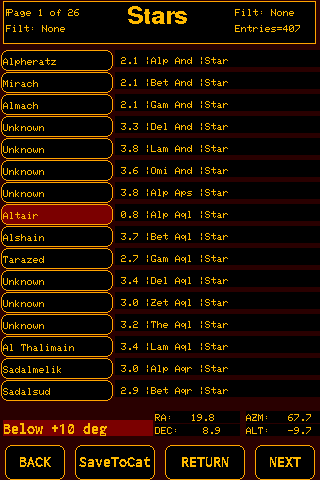 Page 1 of 26 Stars Filt: None
Filt: None Entries=407
Alpheratz 2.1 ¦Alp And ¦Star
Mirach 2.1 ¦Bet And ¦Star
Almach 2.1 ¦Gam And ¦Star
Unknown 3.3 ¦Del And ¦Star
Unknown 3.8 ¦Lam And ¦Star
Unknown 3.6 ¦Omi And ¦Star
Unknown 3.8 ¦Alp Aps ¦Star
Altair 0.8 ¦Alp Aql ¦Star
Alshain 3.7 ¦Bet Aql ¦Star
Tarazed 2.7 ¦Gam Aql ¦Star
Unknown 3.4 ¦Del Aql ¦Star
Unknown 3.0 ¦Zet Aql ¦Star
Unknown 3.2 ¦The Aql ¦Star
Al Thalimain 3.4 ¦Lam Aql ¦Star
Sadalmelik 3.0 ¦Alp Aqr ¦Star
Sadalsud 2.9 ¦Bet Aqr ¦Star
RA: 19.8 AZM: 67.7
Below +10 deg DEC: 8.9 ALT: -9.7
BACK SaveToCat RETURN NEXT